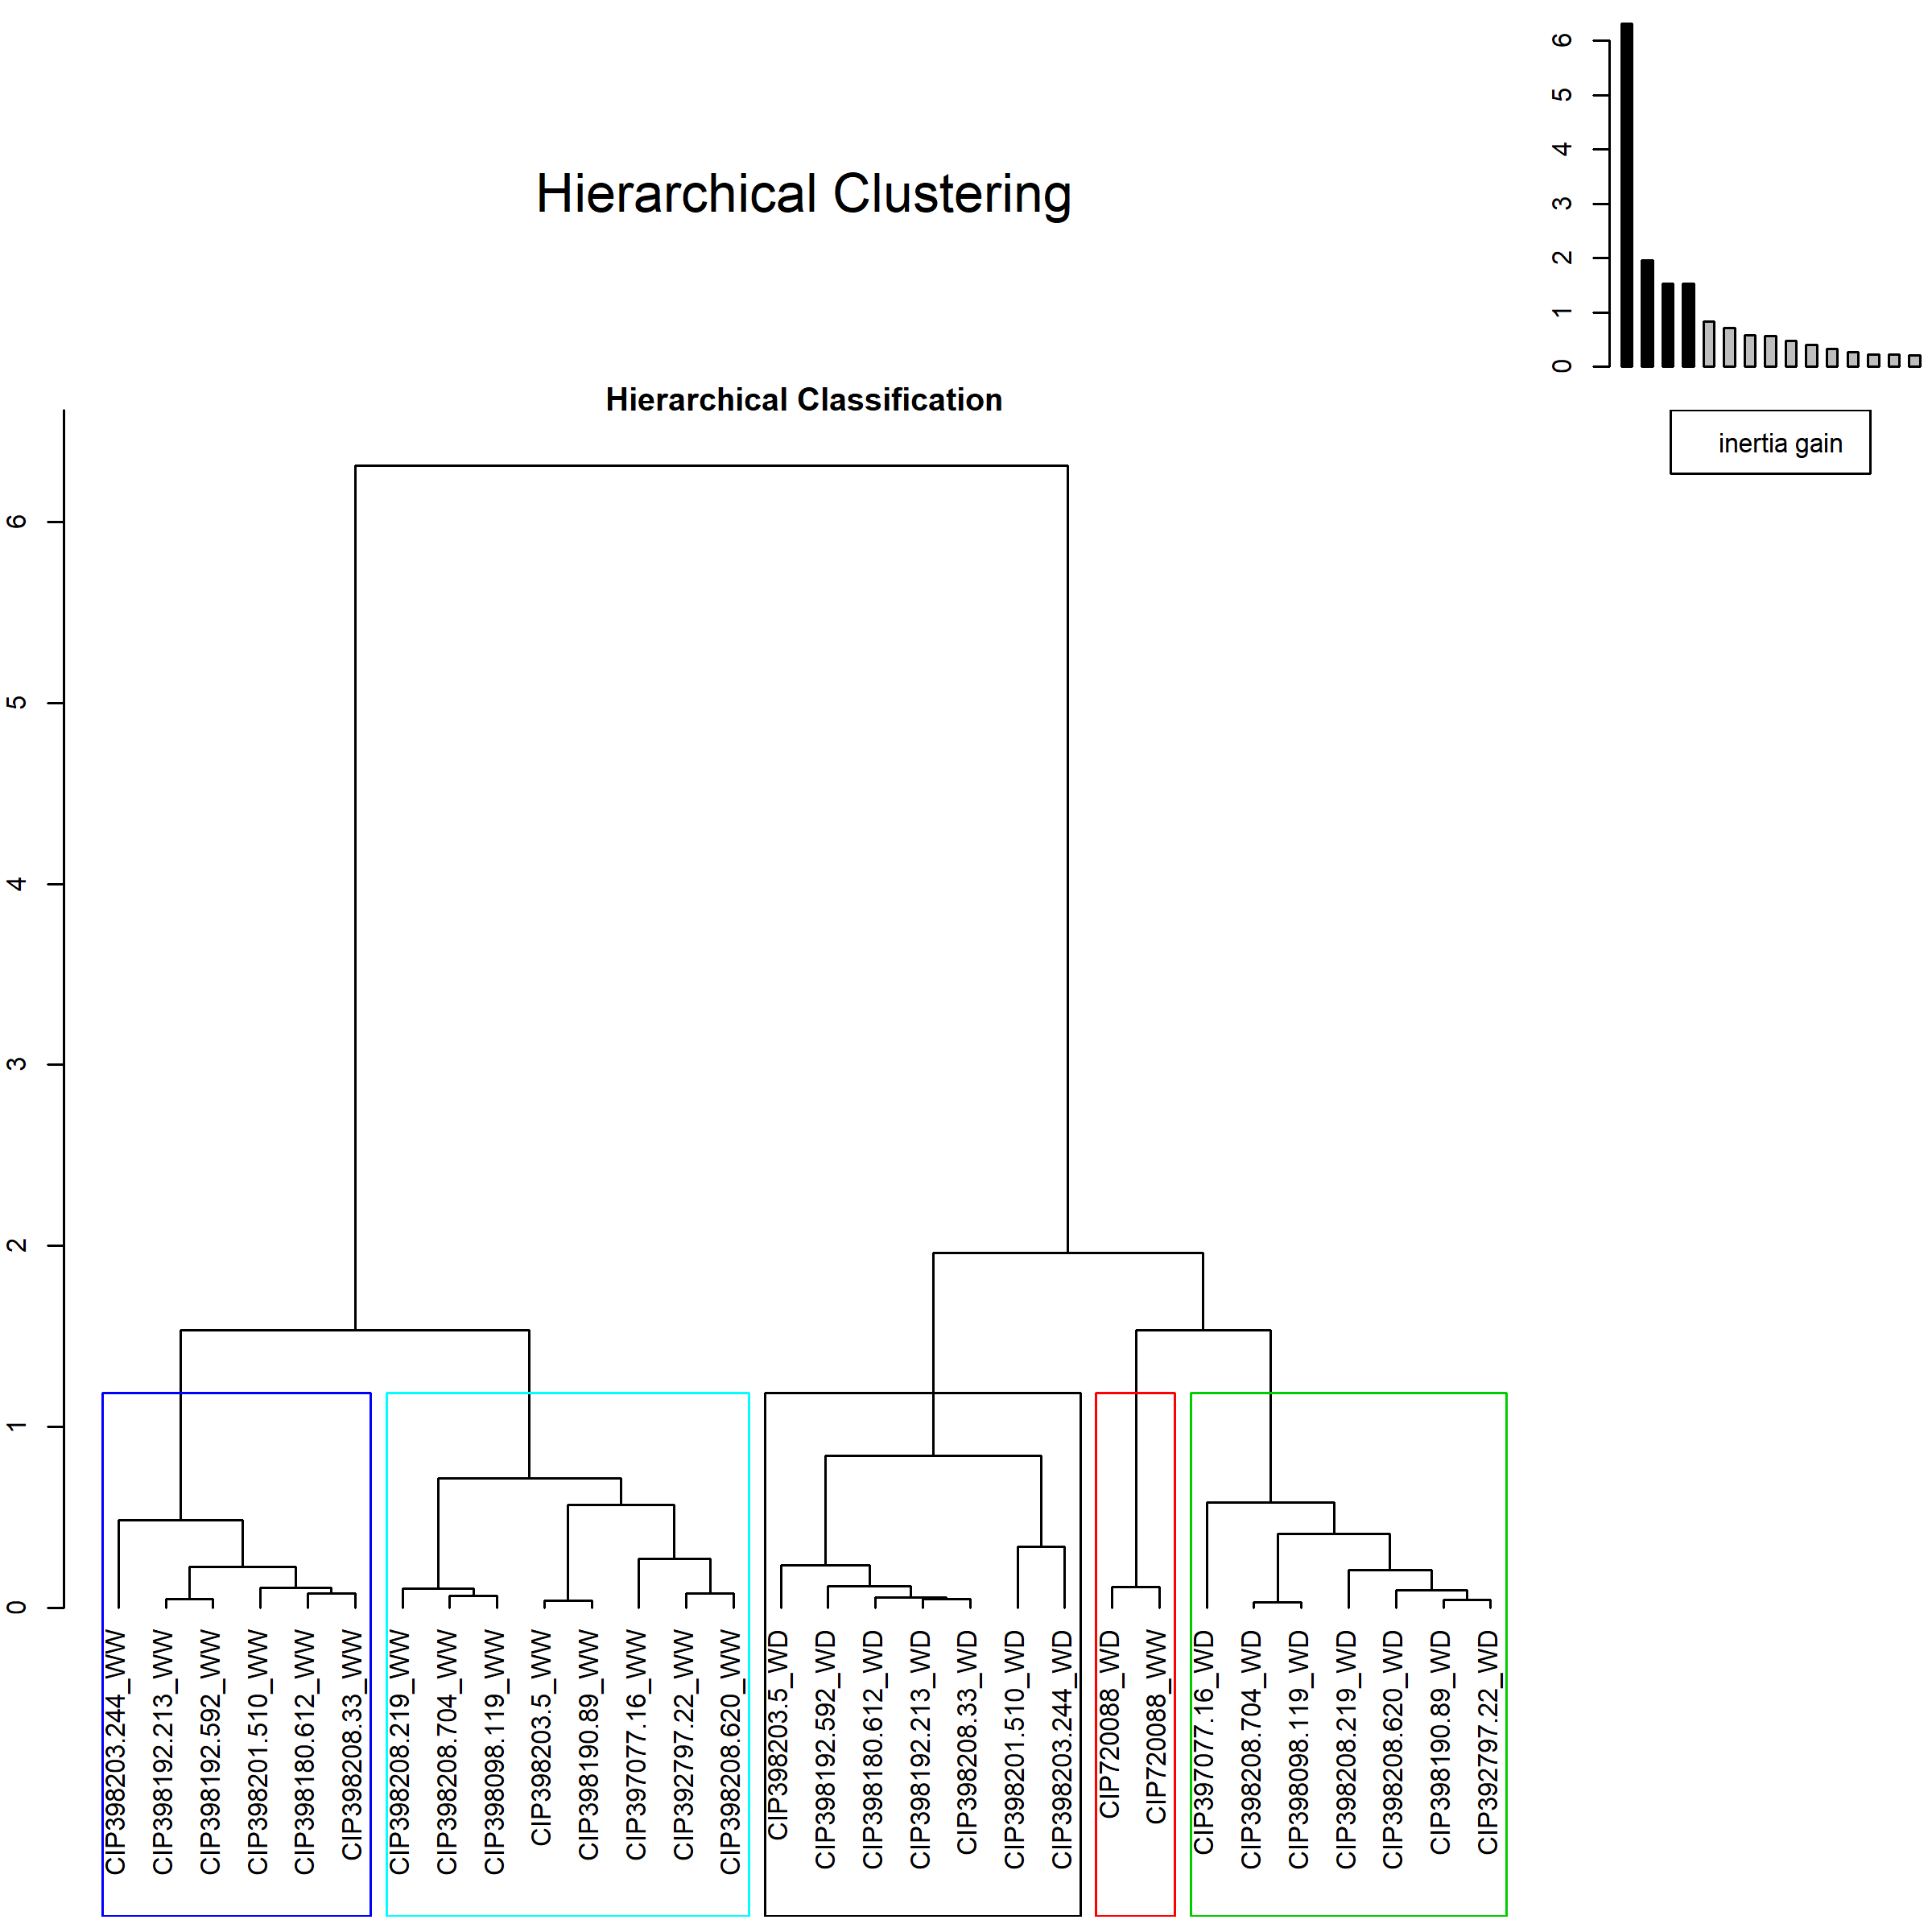 Hierarchical Clustering
6
5
4
3
2
1
0
inertia gain
Hierarchical Classification
6
5
4
3
2
1
0
CIP398203.244_WW
CIP398192.213_WW
CIP398192.592_WW
CIP398201.510_WW
CIP398180.612_WW
CIP398208.33_WW
CIP398208.219_WW
CIP398208.704_WW
CIP398098.119_WW
CIP398203.5_WW
CIP398190.89_WW
CIP397077.16_WW
CIP392797.22_WW
CIP398208.620_WW
CIP398203.5_WD
CIP398192.592_WD
CIP398180.612_WD
CIP398192.213_WD
CIP398208.33_WD
CIP398201.510_WD
CIP398203.244_WD
CIP720088_WD
CIP720088_WW
CIP397077.16_WD
CIP398208.704_WD
CIP398098.119_WD
CIP398208.219_WD
CIP398208.620_WD
CIP398190.89_WD
CIP392797.22_WD